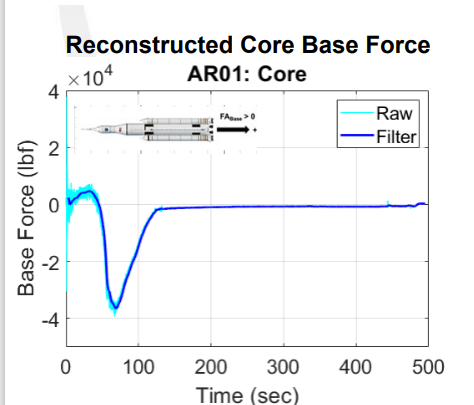 Reconstructed Core Base Force
×10⁴ AR01: Core
4
2
0
-2
-4
Base Force (lbf)
FA_Base > 0
+
Raw
Filter
0 100 200 300 400 500
Time (sec)